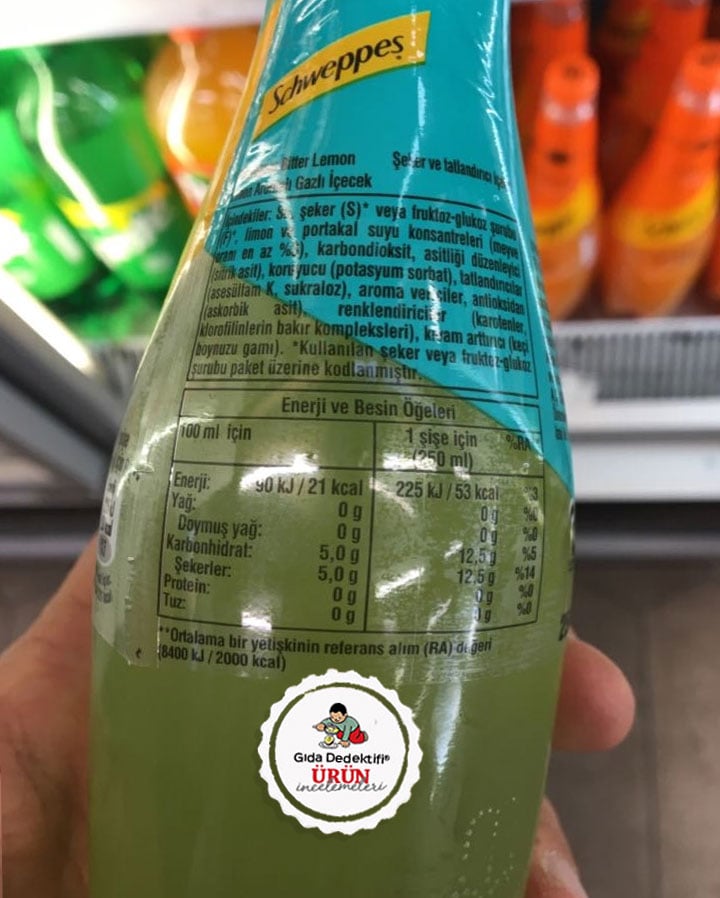 Schweppes
Bitter Lemon
Şeker ve tatlandırıcı
Aromalı Gazlı İçecek
İçindekiler: Su, şeker (S)* veya fruktoz-glukoz şurubu
(F)*, limon ve portakal suyu konsantreleri (meyve
oranı en az %3), karbondioksit, asitliği düzenleyici
(sitrik asit), koruyucu (potasyum sorbat), tatlandırıcılar
(asesülfam K, sukraloz), aroma vericiler, antioksidan
(askorbik asit), renklendiriciler (karotenler,
klorofilinlerin bakır kompleksleri), kıvam arttırıcı (keçi
boynuzu gamı). *Kullanılan şeker veya fruktoz-glukoz
şurubu paket üzerine kodlanmıştır.
Enerji ve Besin Öğeleri
100 ml için 1 şişe için %RA
(250 ml)
Enerji: 90 kJ / 21 kcal 225 kJ / 53 kcal %3
Yağ: 0 g 0 g %0
Doymuş yağ: 0 g 0 g %0
Karbonhidrat: 5,0 g 12,5 g %5
Şekerler: 5,0 g 12,5 g %14
Protein: 0 g 0 g %0
Tuz: 0 g 0 g %0
**Ortalama bir yetişkinin referans alım (RA) değeri
(8400 kJ / 2000 kcal)
Gıda Dedektifi®
ÜRÜN
incelemeleri